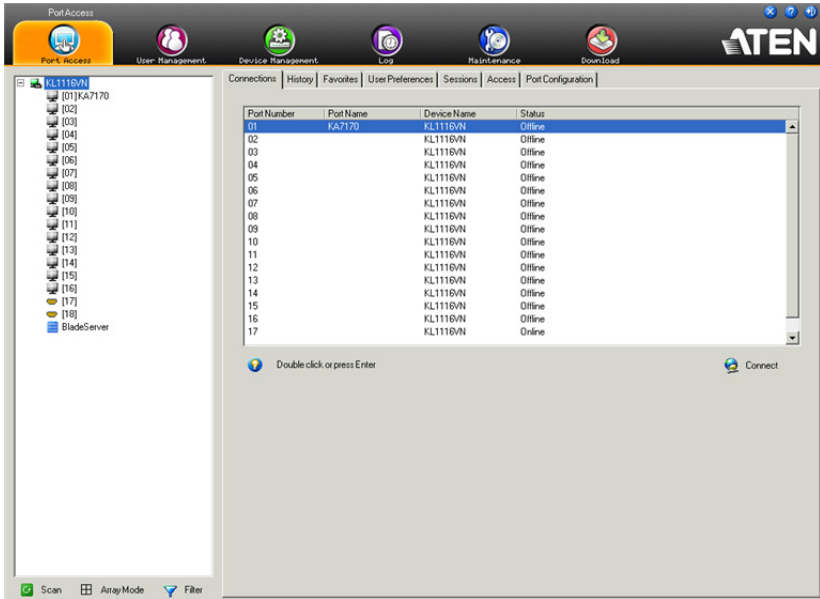 PortAccess
Port Access
User Management
Device Management
Log
Maintenance
Download
ATEN
KL1116VN
[01]KA7170
[02]
[03]
[04]
[05]
[06]
[07]
[08]
[09]
[10]
[11]
[12]
[13]
[14]
[15]
[16]
[17]
[18]
BladeServer
Scan
Array Mode
Filter
Connections History Favorites User Preferences Sessions Access Port Configuration
Port Number Port Name Device Name Status
01 KA7170 KL1116VN Offline
02 KL1116VN Offline
03 KL1116VN Offline
04 KL1116VN Offline
05 KL1116VN Offline
06 KL1116VN Offline
07 KL1116VN Offline
08 KL1116VN Offline
09 KL1116VN Offline
10 KL1116VN Offline
11 KL1116VN Offline
12 KL1116VN Offline
13 KL1116VN Offline
14 KL1116VN Offline
15 KL1116VN Offline
16 KL1116VN Offline
17 KL1116VN Online
Double click or press Enter
Connect